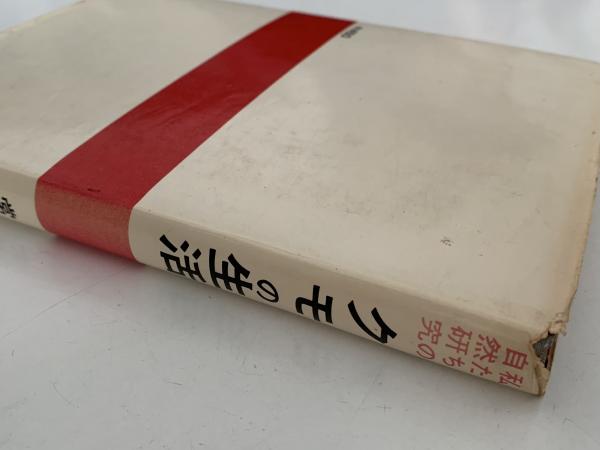 私たちの
自然研究
クモの生活